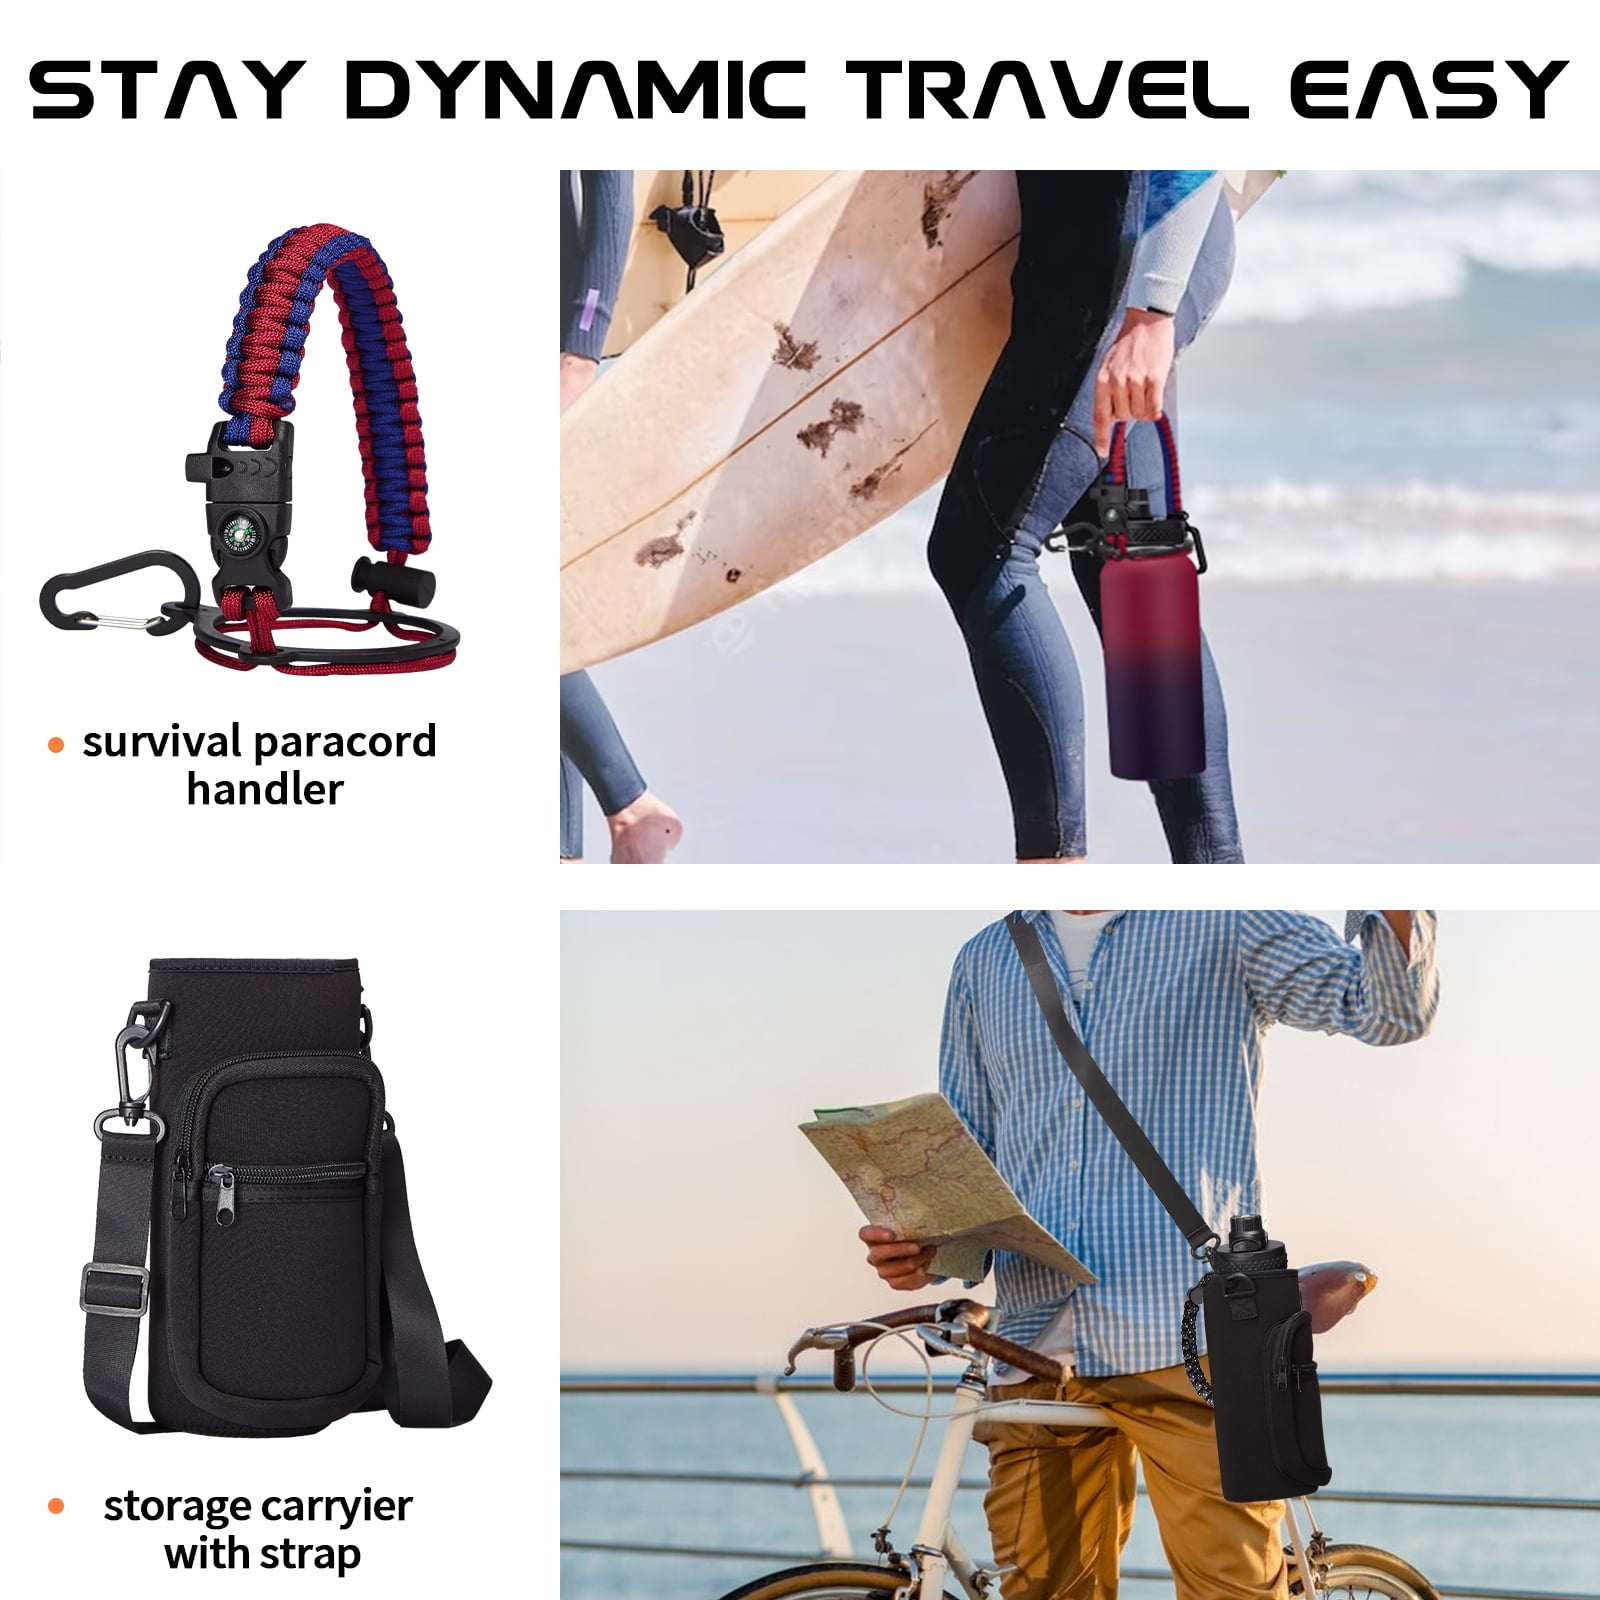 STAY DYNAMIC TRAVEL EASY
survival paracord
handler
storage carryier
with strap